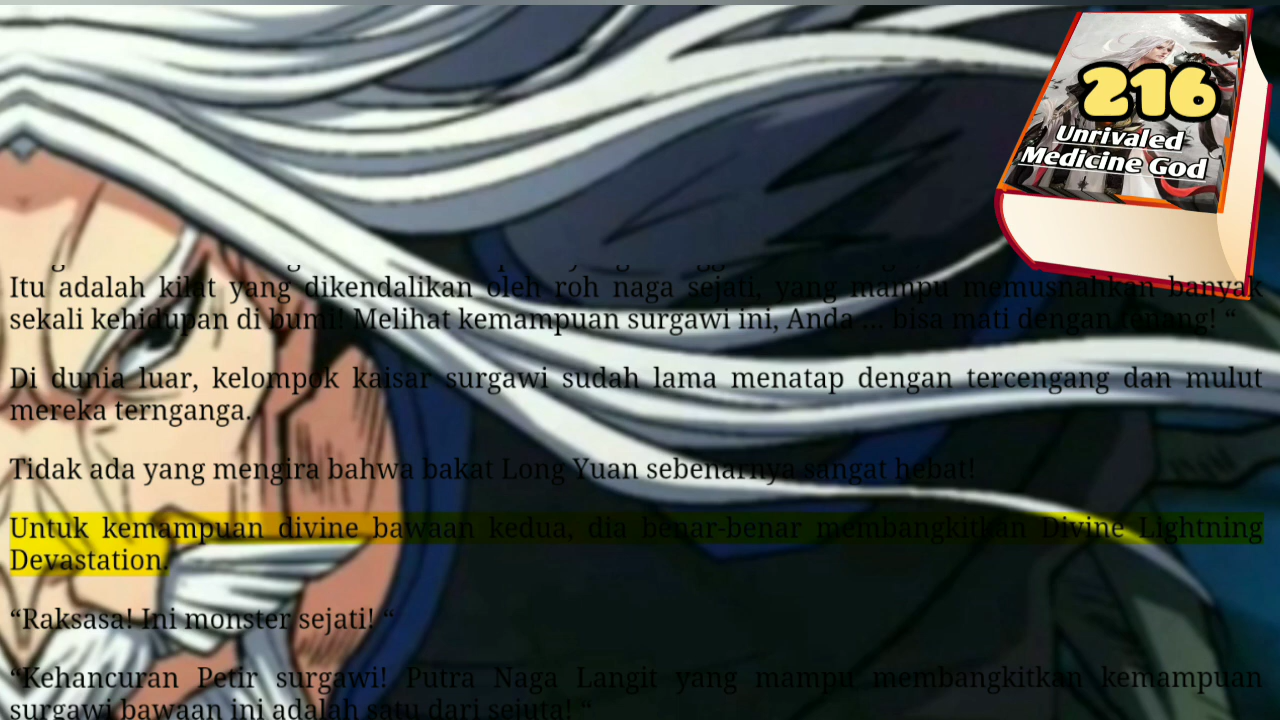 216
Unrivaled
Medicine God
Itu adalah kilat yang dikendalikan oleh roh naga sejati, yang mampu memusnahkan banyak
sekali kehidupan di bumi! Melihat kemampuan surgawi ini, Anda ... bisa mati dengan tenang! “
Di dunia luar, kelompok kaisar surgawi sudah lama menatap dengan tercengang dan mulut
mereka ternganga.
Tidak ada yang mengira bahwa bakat Long Yuan sebenarnya sangat hebat!
Untuk kemampuan divine bawaan kedua, dia benar-benar membangkitkan Divine Lightning
Devastation.
“Raksasa! Ini monster sejati! “
“Kehancuran Petir surgawi! Putra Naga Langit yang mampu membangkitkan kemampuan
surgawi bawaan ini adalah satu dari sejuta! “